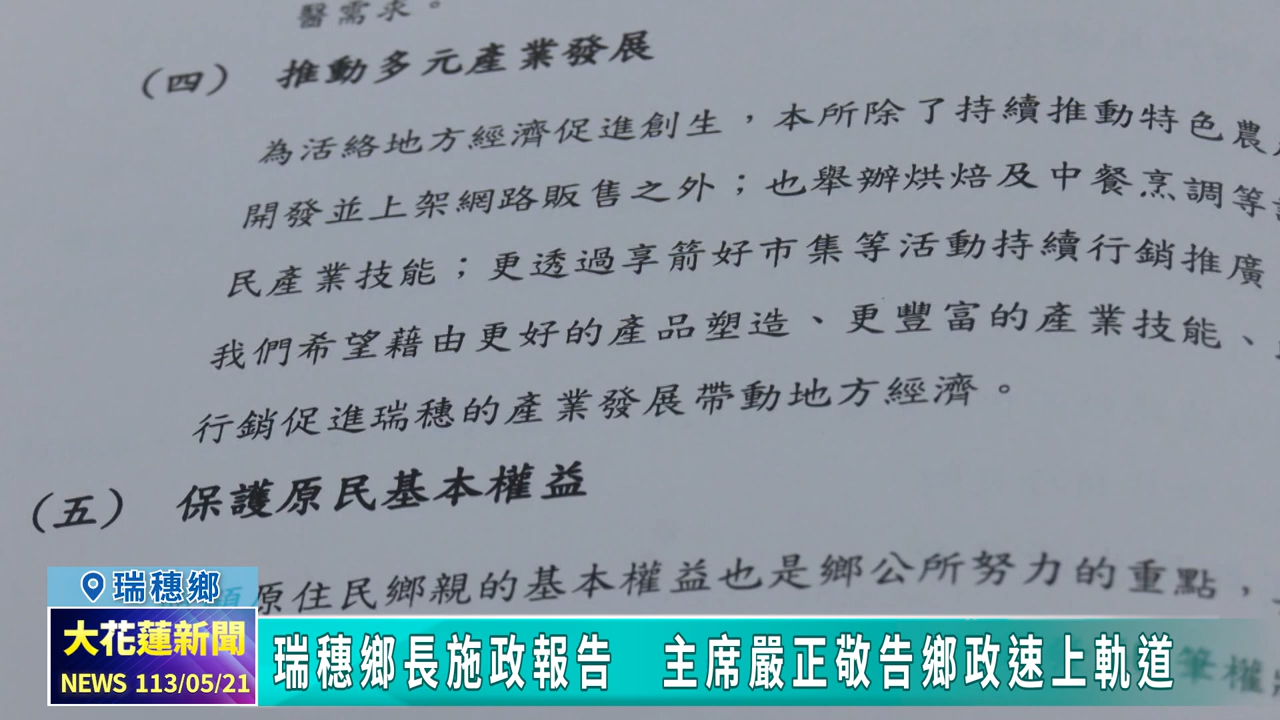 醫需求。
(四) 推動多元產業發展
為活絡地方經濟促進創生，本所除了持續推動特色農
開發並上架網路販售之外；也舉辦烘焙及中餐烹調等
民產業技能；更透過享箭好市集等活動持續行銷推廣
我們希望藉由更好的產品塑造、更豐富的產業技能、
行銷促進瑞穗的產業發展帶動地方經濟。
(五) 保護原民基本權益
原住民鄉親的基本權益也是鄉公所努力的重點，
筆權
瑞穗鄉
大花蓮新聞
NEWS 113/05/21
瑞穗鄉長施政報告 主席嚴正敬告鄉政速上軌道